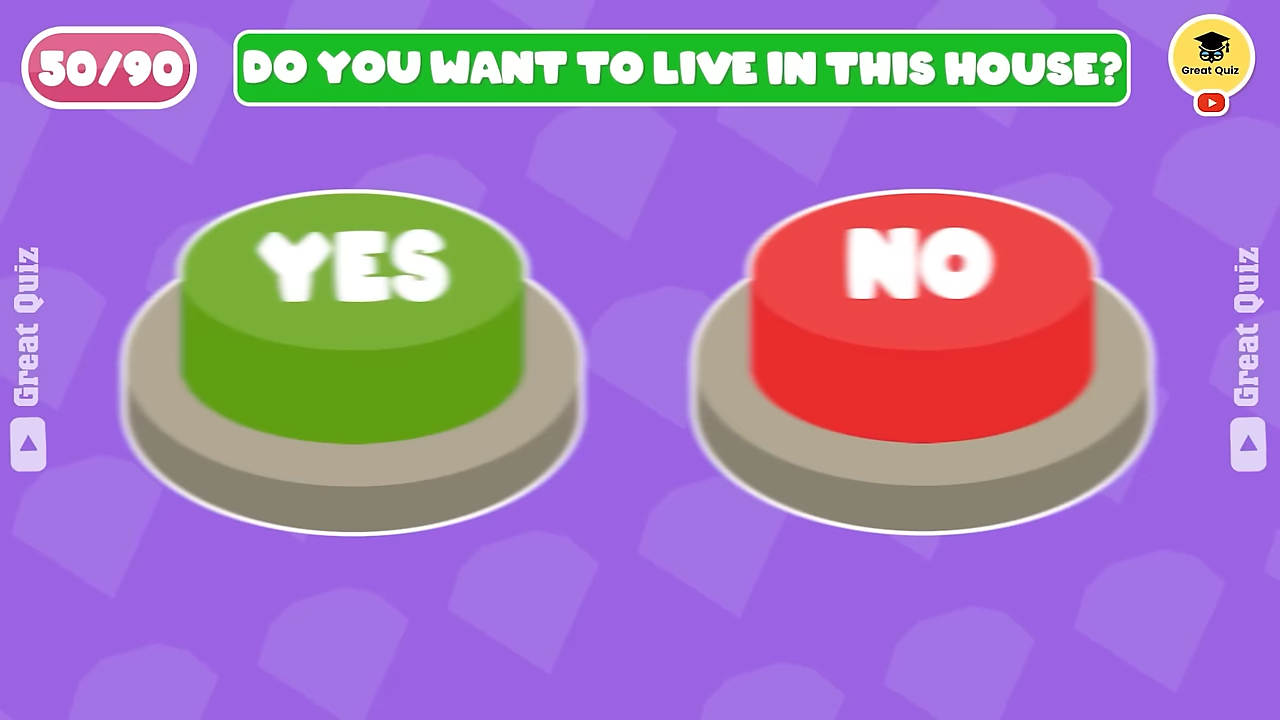 50/90
DO YOU WANT TO LIVE IN THIS HOUSE?
Great Quiz
YES
NO
Great Quiz
Great Quiz